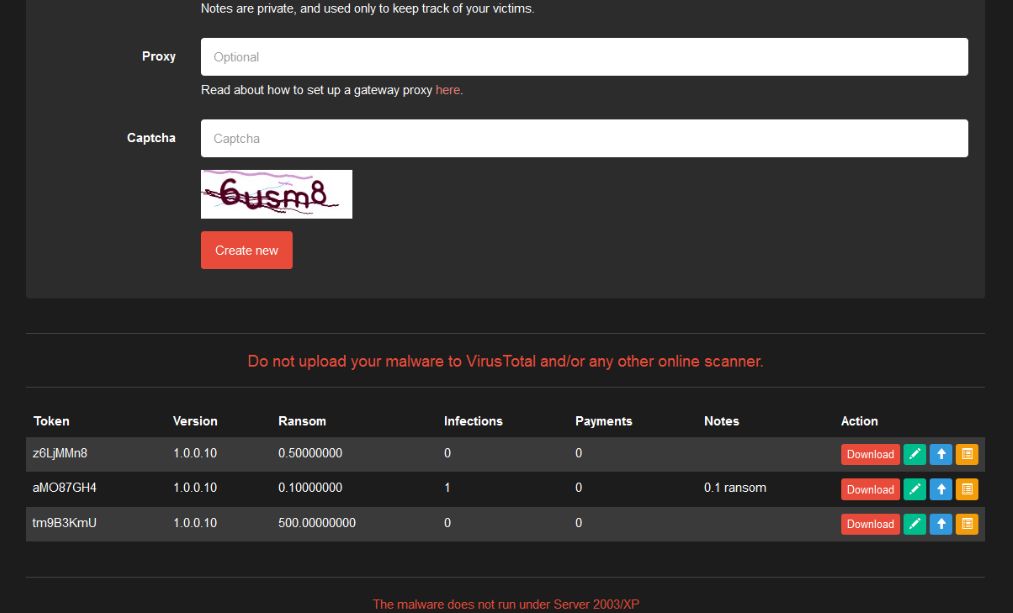 Notes are private, and used only to keep track of your victims.
Proxy Optional
Read about how to set up a gateway proxy here.
Captcha Captcha
6usm8
Create new
Do not upload your malware to VirusTotal and/or any other online scanner.
Token Version Ransom Infections Payments Notes Action
z6LjMMn8 1.0.0.10 0.50000000 0 0 Download
aMO87GH4 1.0.0.10 0.10000000 1 0 0.1 ransom Download
tm9B3KmU 1.0.0.10 500.00000000 0 0 Download
The malware does not run under Server 2003/XP